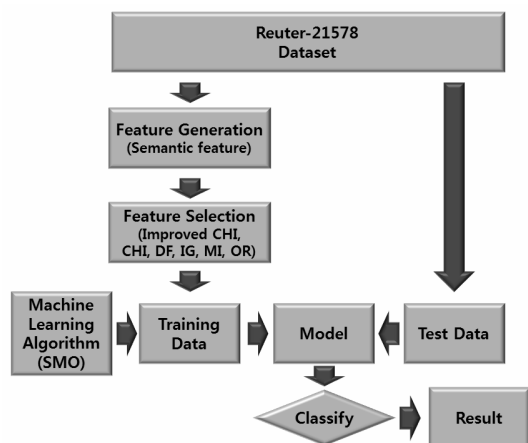 Reuter-21578
Dataset
Feature Generation
(Semantic feature)
Feature Selection
(Improved CHI,
CHI, DF, IG, MI, OR)
Machine
Learning
Algorithm
(SMO)
Training
Data
Model
Test Data
Classify
Result